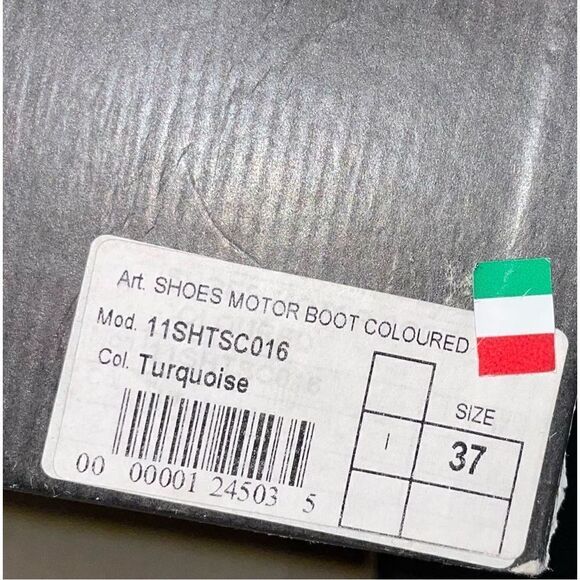 Art. SHOES MOTOR BOOT COLOURED
Mod. 11SHTSC016
Col. Turquoise
SIZE
I 37
00 00001 24503 5